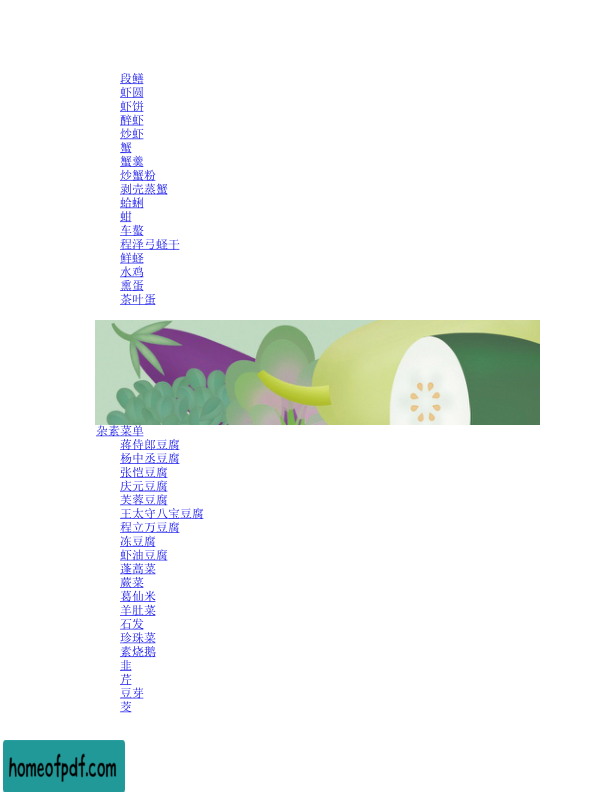 段鳝
虾圆
虾饼
醉虾
炒虾
蟹
蟹羹
炒蟹粉
剥壳蒸蟹
蛤蜊
蚶
车螯
程泽弓蛏干
鲜蛏
水鸡
熏蛋
茶叶蛋
杂素菜单
蒋侍郎豆腐
杨中丞豆腐
张恺豆腐
庆元豆腐
芙蓉豆腐
王太守八宝豆腐
程立万豆腐
冻豆腐
虾油豆腐
蓬蒿菜
蕨菜
葛仙米
羊肚菜
石发
珍珠菜
素烧鹅
韭
芹
豆芽
茭
homeofpdf.com